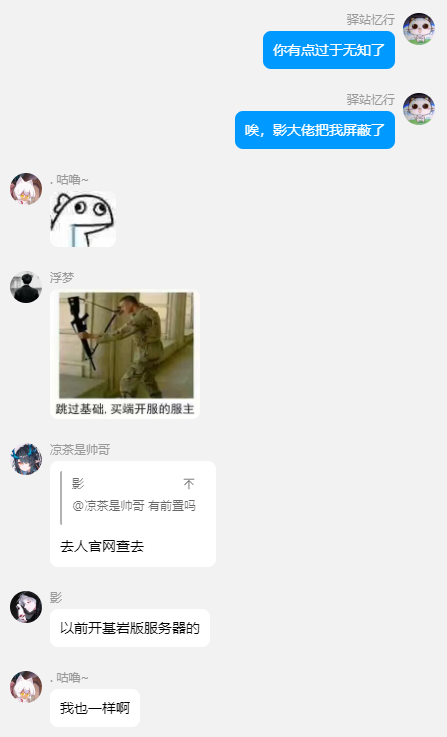 驿站忆行
你有点过于无知了
驿站忆行
唉，影大佬把我屏蔽了
. 咕噜~
浮梦
跳过基础, 买端开服的服主
凉茶是帅哥
影 不
@凉茶是帅哥 有前置吗
去人官网查去
影
以前开基岩版服务器的
. 咕噜~
我也一样啊